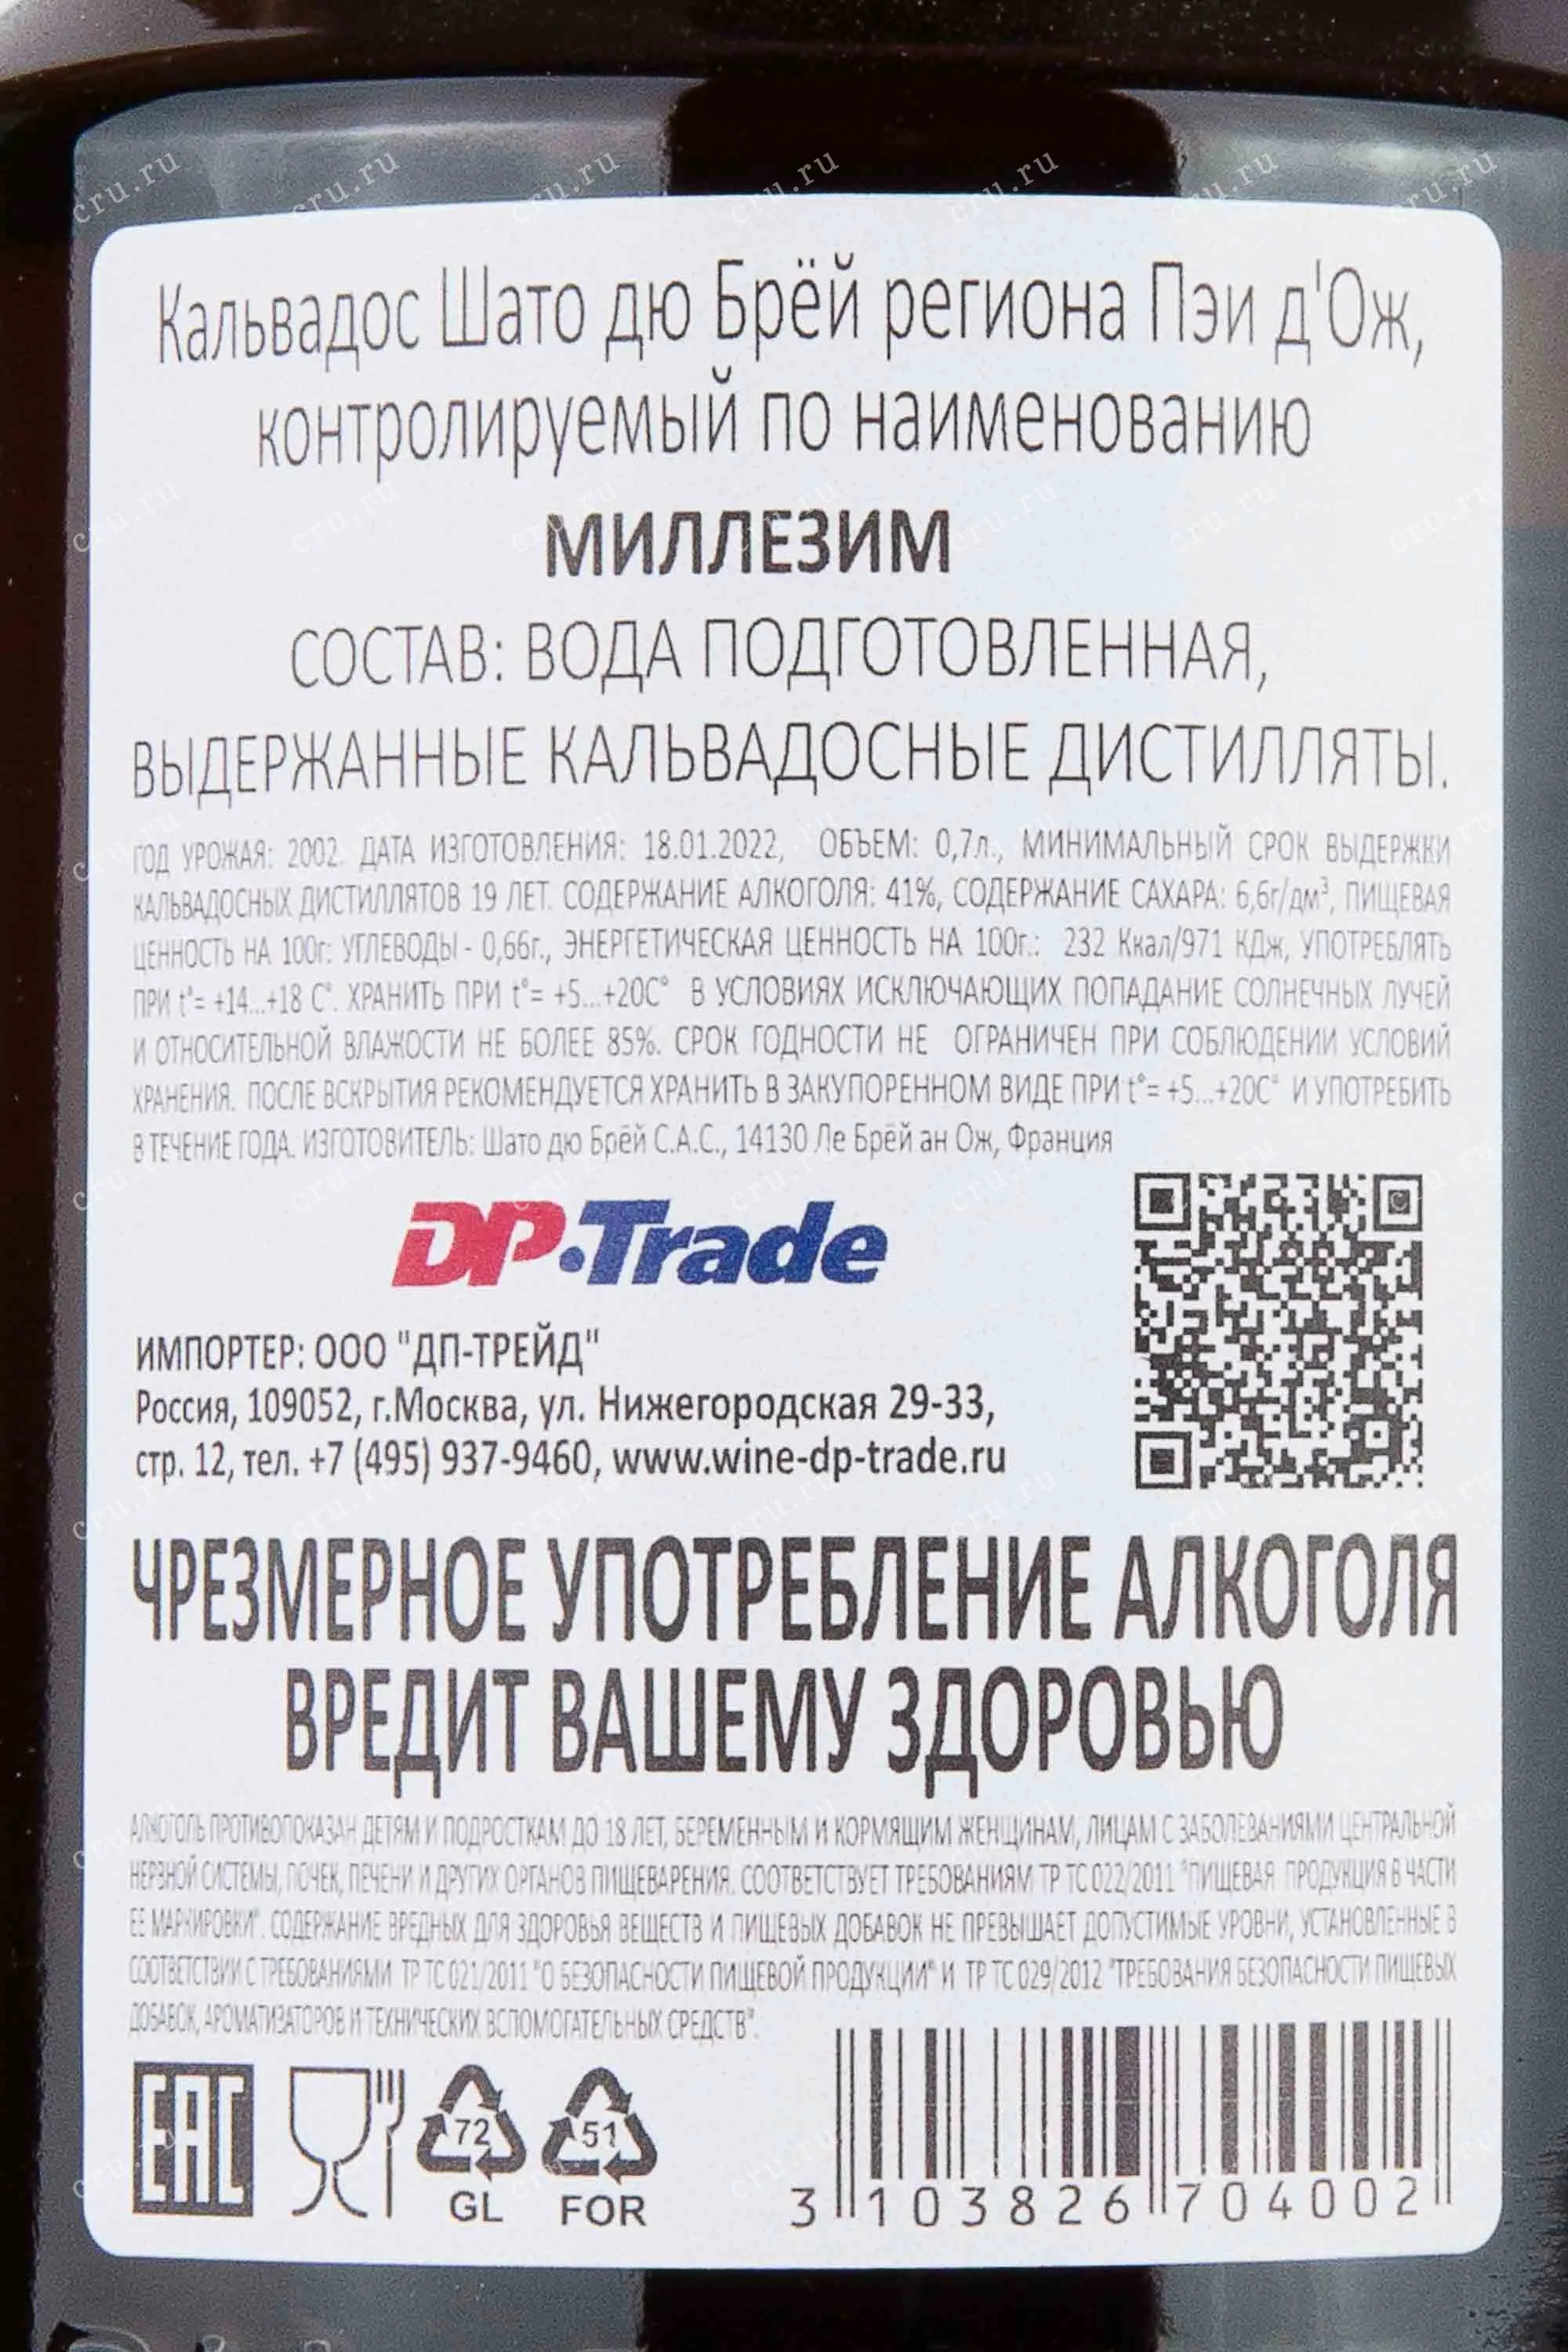 Кальвадос Шато дю Брёй региона Пэи д'Ож,
контролируемый по наименованию
МИЛЛЕЗИМ
СОСТАВ: ВОДА ПОДГОТОВЛЕННАЯ,
ВЫДЕРЖАННЫЕ КАЛЬВАДОСНЫЕ ДИСТИЛЛЯТЫ.
ГОД УРОЖАЯ: 2002. ДАТА ИЗГОТОВЛЕНИЯ: 18.01.2022, ОБЪЕМ: 0,7л., МИНИМАЛЬНЫЙ СРОК ВЫДЕРЖКИ
КАЛЬВАДОСНЫХ ДИСТИЛЛЯТОВ 19 ЛЕТ. СОДЕРЖАНИЕ АЛКОГОЛЯ: 41%, СОДЕРЖАНИЕ САХАРА: 6,6г/дм³, ПИЩЕВАЯ
ЦЕННОСТЬ НА 100г: УГЛЕВОДЫ - 0,66г., ЭНЕРГЕТИЧЕСКАЯ ЦЕННОСТЬ НА 100г.: 232 Ккал/971 КДж, УПОТРЕБЛЯТЬ
ПРИ t°= +14...+18 С°. ХРАНИТЬ ПРИ t°= +5...+20С° В УСЛОВИЯХ ИСКЛЮЧАЮЩИХ ПОПАДАНИЕ СОЛНЕЧНЫХ ЛУЧЕЙ
И ОТНОСИТЕЛЬНОЙ ВЛАЖОСТИ НЕ БОЛЕЕ 85%. СРОК ГОДНОСТИ НЕ ОГРАНИЧЕН ПРИ СОБЛЮДЕНИИ УСЛОВИЙ
ХРАНЕНИЯ. ПОСЛЕ ВСКРЫТИЯ РЕКОМЕНДУЕТСЯ ХРАНИТЬ В ЗАКУПОРЕННОМ ВИДЕ ПРИ t°= +5...+20С° И УПОТРЕБИТЬ
В ТЕЧЕНИЕ ГОДА. ИЗГОТОВИТЕЛЬ: Шато дю Брёй С.А.С., 14130 Ле Брёй ан Ож, Франция
DP·Trade
ИМПОРТЕР: ООО "ДП-ТРЕЙД"
Россия, 109052, г.Москва, ул. Нижегородская 29-33,
стр. 12, тел. +7 (495) 937-9460, www.wine-dp-trade.ru
ЧРЕЗМЕРНОЕ УПОТРЕБЛЕНИЕ АЛКОГОЛЯ
ВРЕДИТ ВАШЕМУ ЗДОРОВЬЮ
АЛКОГОЛЬ ПРОТИВОПОКАЗАН ДЕТЯМ И ПОДРОСТКАМ ДО 18 ЛЕТ, БЕРЕМЕННЫМ И КОРМЯЩИМ ЖЕНЩИНАМ, ЛИЦАМ С ЗАБОЛЕВАНИЯМИ ЦЕНТРАЛЬНОЙ
НЕРВНОЙ СИСТЕМЫ, ПОЧЕК, ПЕЧЕНИ И ДРУГИХ ОРГАНОВ ПИЩЕВАРЕНИЯ. СООТВЕТСТВУЕТ ТРЕБОВАНИЯМ ТР ТС 022/2011 "ПИЩЕВАЯ ПРОДУКЦИЯ В ЧАСТИ
ЕЕ МАРКИРОВКИ". СОДЕРЖАНИЕ ВРЕДНЫХ ДЛЯ ЗДОРОВЬЯ ВЕЩЕСТВ И ПИЩЕВЫХ ДОБАВОК НЕ ПРЕВЫШАЕТ ДОПУСТИМЫЕ УРОВНИ, УСТАНОВЛЕННЫЕ В
СООТВЕТСТВИИ С ТРЕБОВАНИЯМИ ТР ТС 021/2011 "О БЕЗОПАСНОСТИ ПИЩЕВОЙ ПРОДУКЦИИ" И ТР ТС 029/2012 "ТРЕБОВАНИЯ БЕЗОПАСНОСТИ ПИЩЕВЫХ
ДОБАВОК, АРОМАТИЗАТОРОВ И ТЕХНИЧЕСКИХ ВСПОМОГАТЕЛЬНЫХ СРЕДСТВ".
EAC
72 51
GL FOR
3 103826 704002
cru.ru